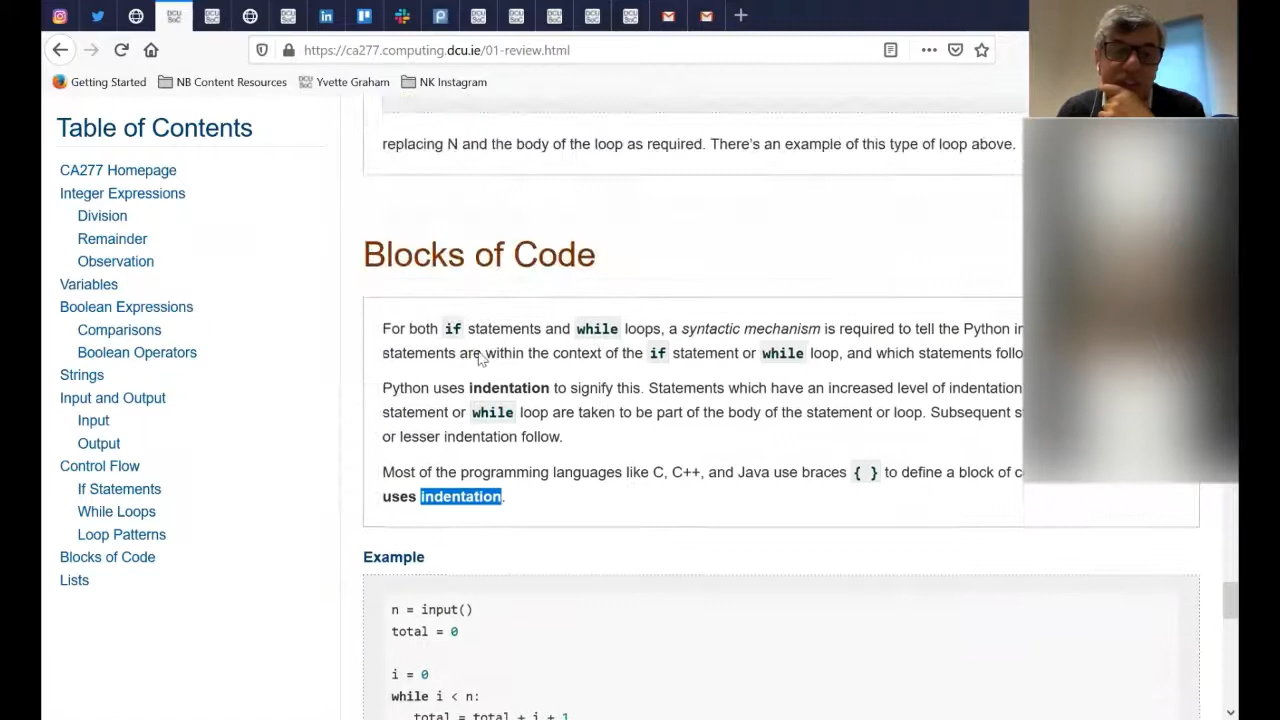 https://ca277.computing.dcu.ie/01-review.html
Getting Started NB Content Resources Yvette Graham NK Instagram
Table of Contents
CA277 Homepage
Integer Expressions
Division
Remainder
Observation
Variables
Boolean Expressions
Comparisons
Boolean Operators
Strings
Input and Output
Input
Output
Control Flow
If Statements
While Loops
Loop Patterns
Blocks of Code
Lists
replacing N and the body of the loop as required. There's an example of this type of loop above.
Blocks of Code
For both if statements and while loops, a syntactic mechanism is required to tell the Python in
statements are within the context of the if statement or while loop, and which statements follo
Python uses indentation to signify this. Statements which have an increased level of indentation
statement or while loop are taken to be part of the body of the statement or loop. Subsequent s
or lesser indentation follow.
Most of the programming languages like C, C++, and Java use braces { } to define a block of c
uses indentation.
Example
n = input()
total = 0
i = 0
while i < n:
total = total + i + 1